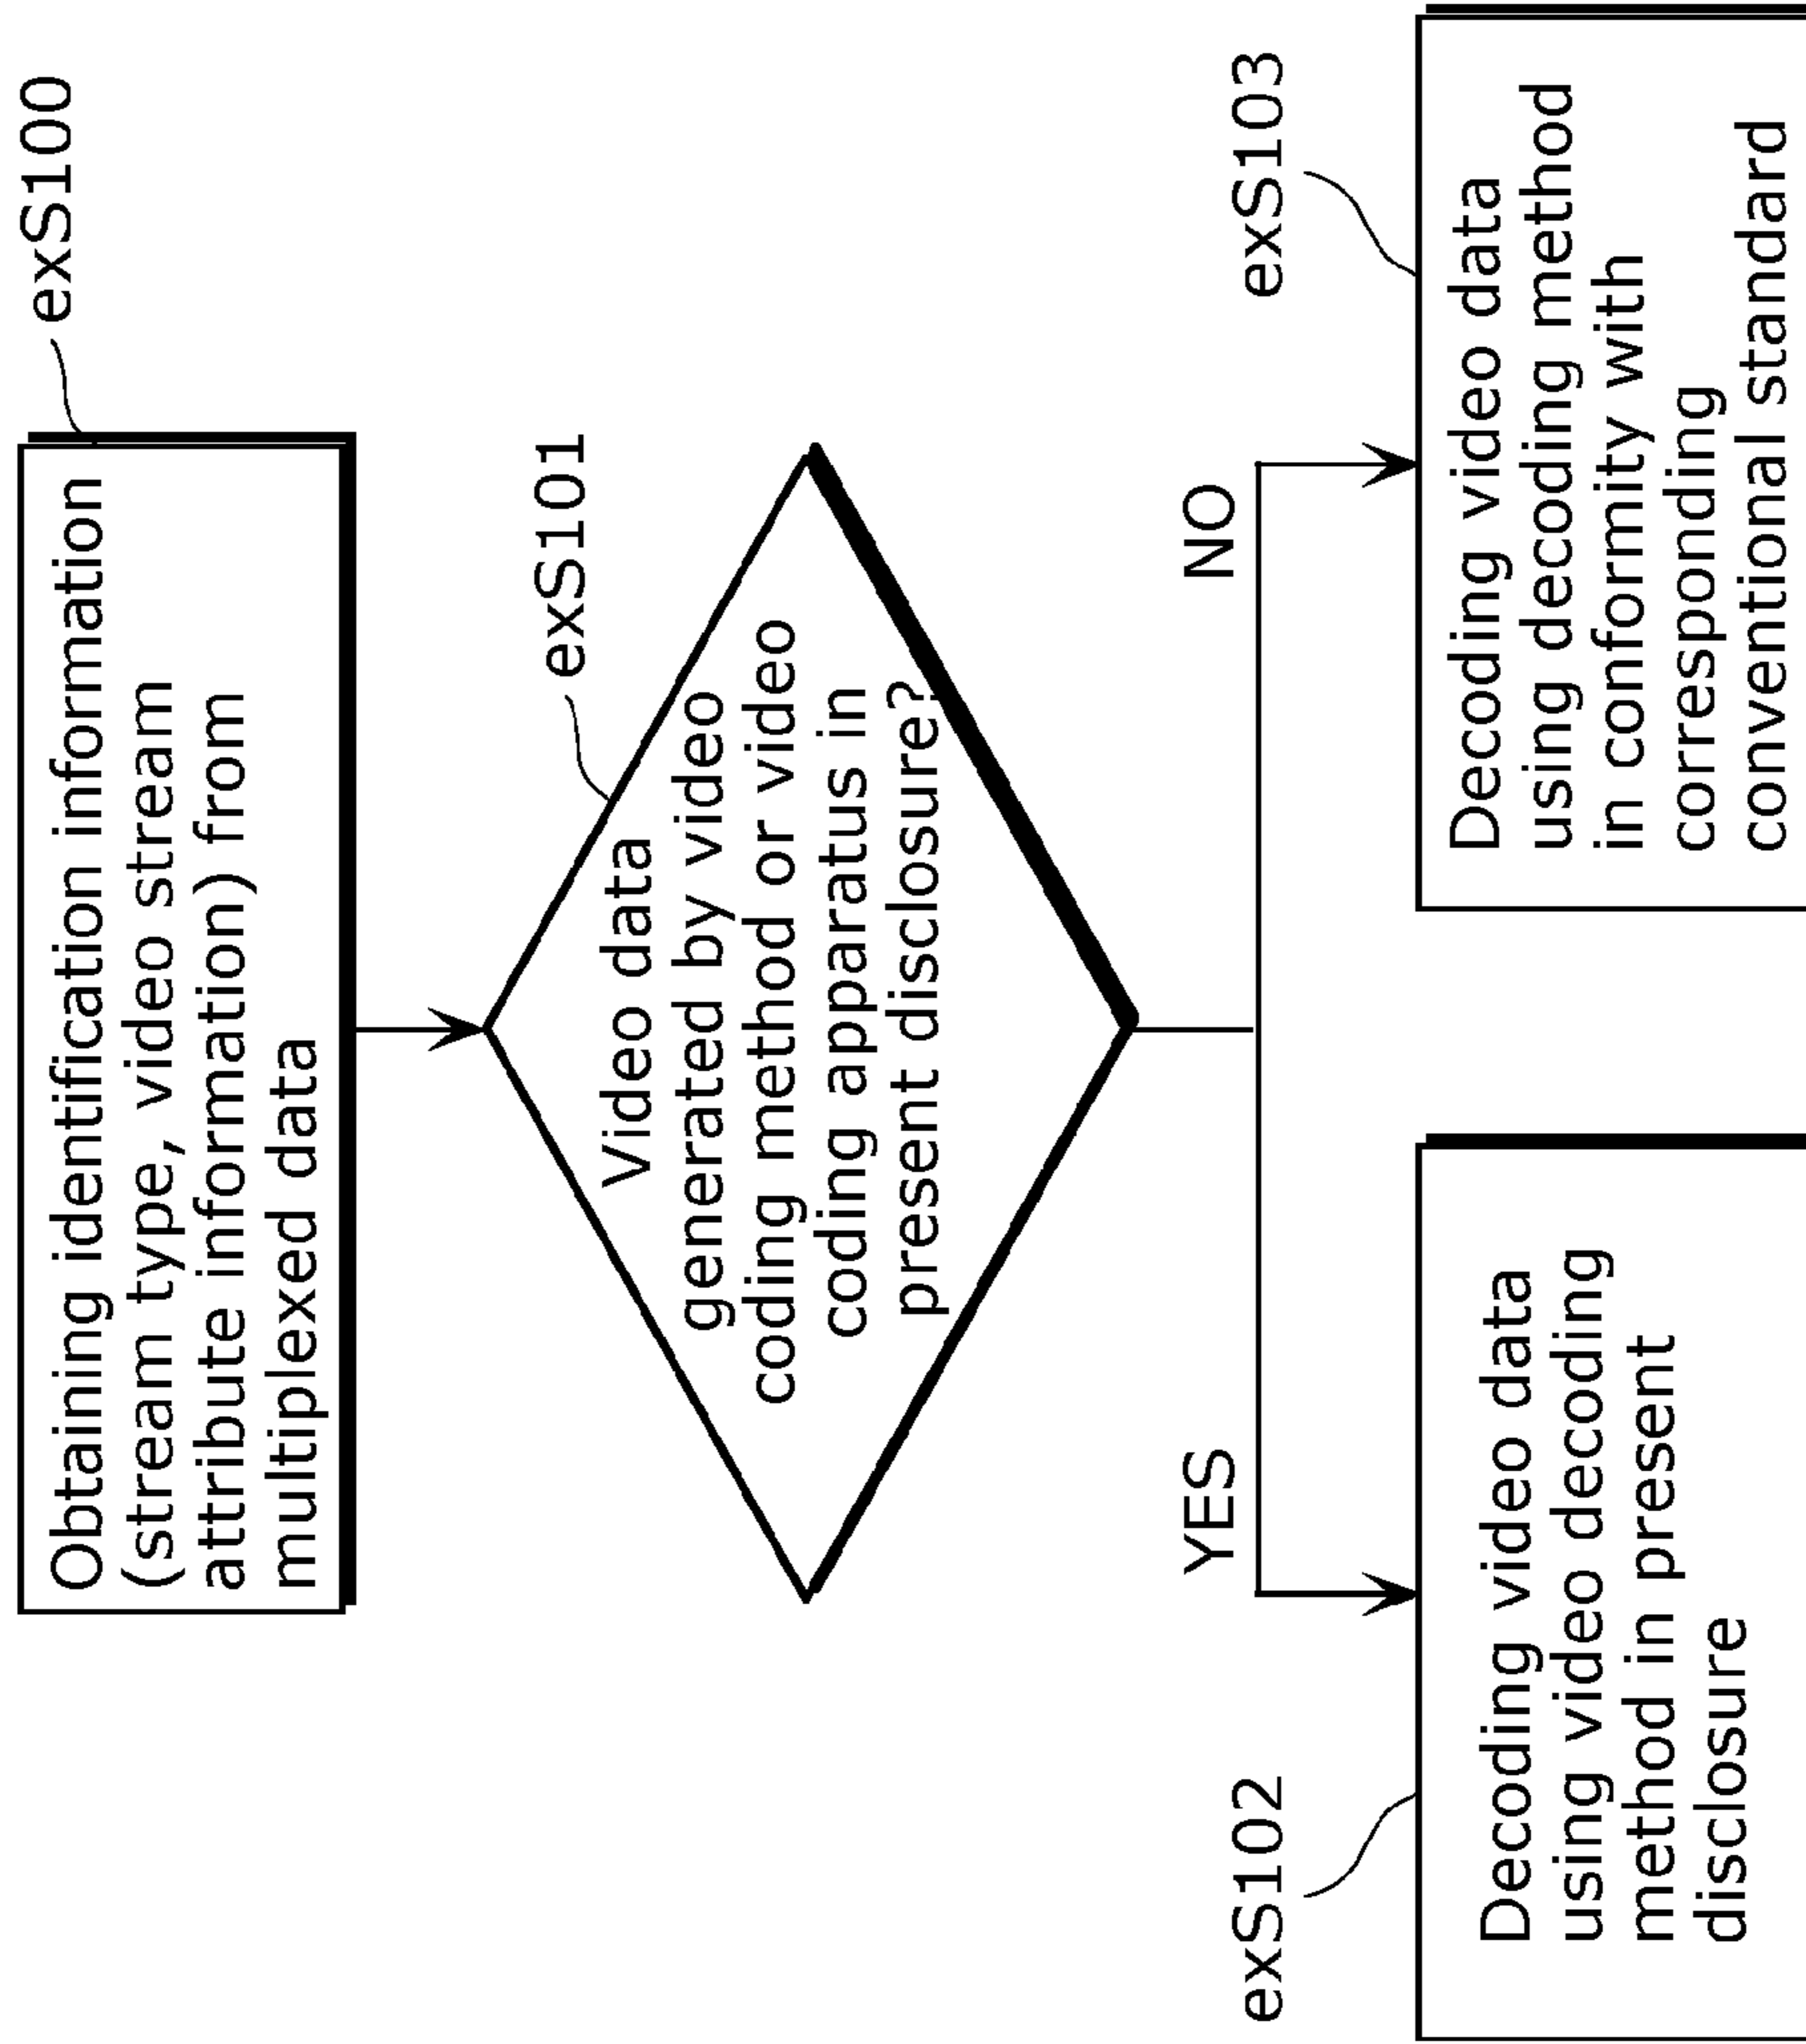 exS100
Obtaining identification information
(stream type, video stream
attribute information) from
multiplexed data
exS101
Video data
generated by video
coding method or video
coding apparatus in
present disclosure?
YES
NO
exS102
Decoding video data
using video decoding
method in present
disclosure
exS103
Decoding video data
using decoding method
in conformity with
corresponding
conventional standard